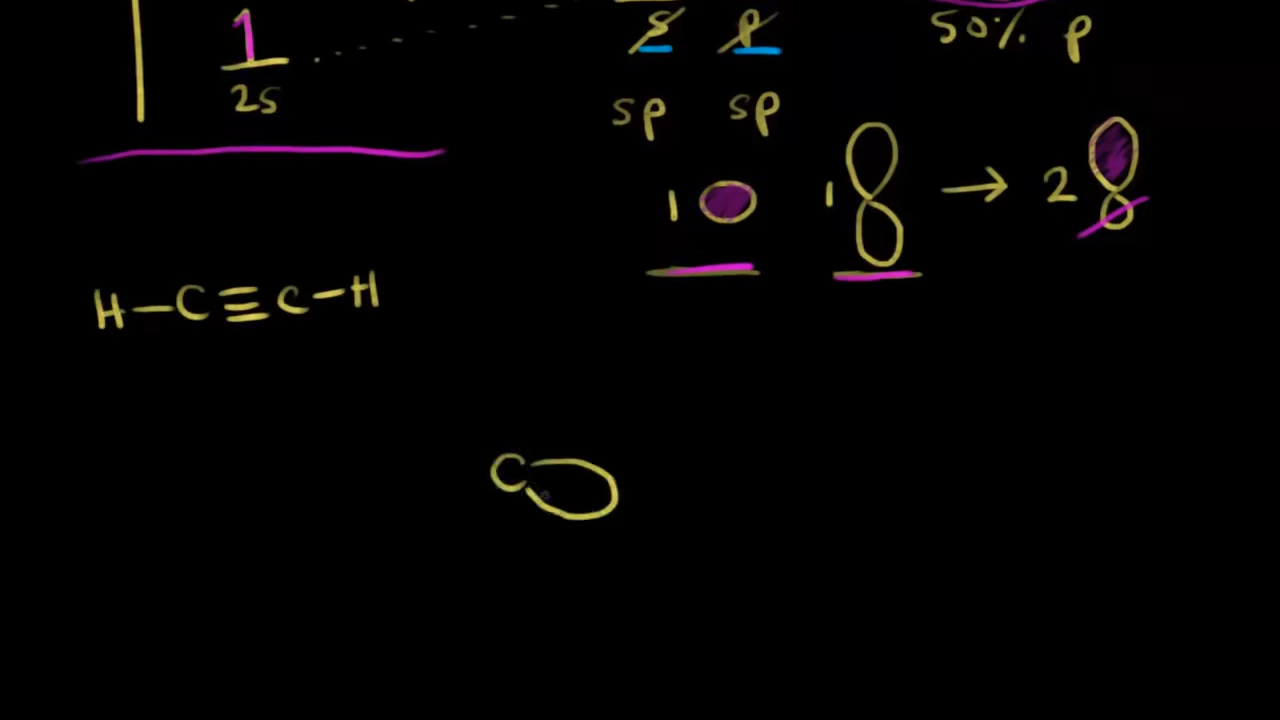 1
2s
s p
50% p
sp sp
1 1 → 2
H-C≡C-H
C